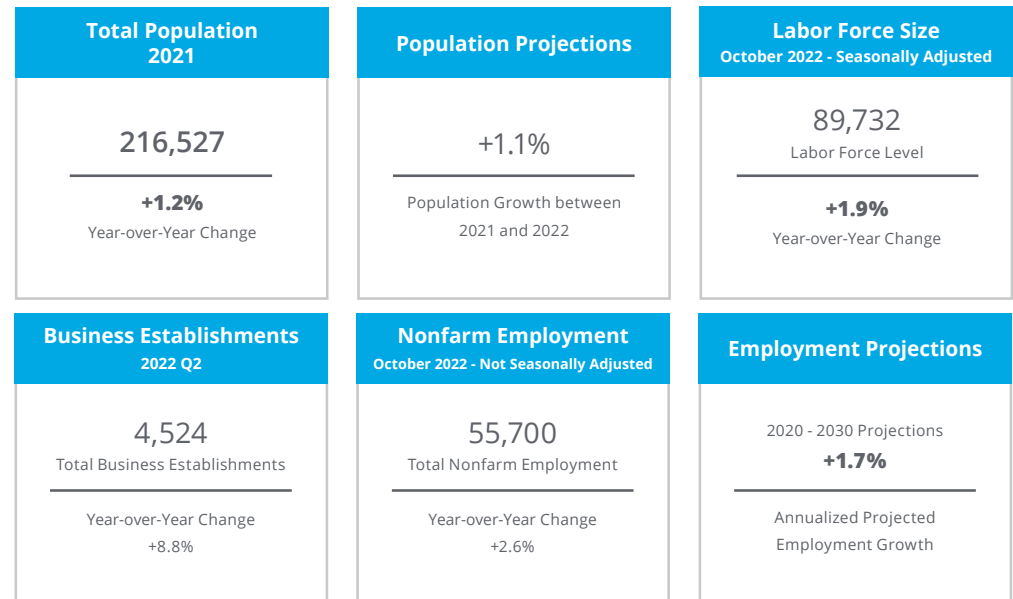 Total Population
2021
216,527
+1.2%
Year-over-Year Change
Population Projections
+1.1%
Population Growth between
2021 and 2022
Labor Force Size
October 2022 - Seasonally Adjusted
89,732
Labor Force Level
+1.9%
Year-over-Year Change
Business Establishments
2022 Q2
4,524
Total Business Establishments
Year-over-Year Change
+8.8%
Nonfarm Employment
October 2022 - Not Seasonally Adjusted
55,700
Total Nonfarm Employment
Year-over-Year Change
+2.6%
Employment Projections
2020 - 2030 Projections
+1.7%
Annualized Projected
Employment Growth